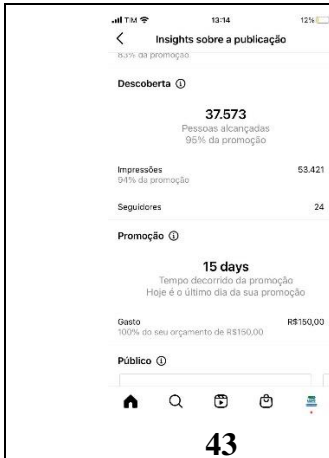 TIM 13:14 12%
Insights sobre a publicação
83% da promoção
Descoberta
37.573
Pessoas alcançadas
95% da promoção
Impressões 53.421
94% da promoção
Seguidores 24
Promoção
15 days
Tempo decorrido da promoção
Hoje é o último dia da sua promoção
Gasto R$150,00
100% do seu orçamento de R$150,00
Público
43